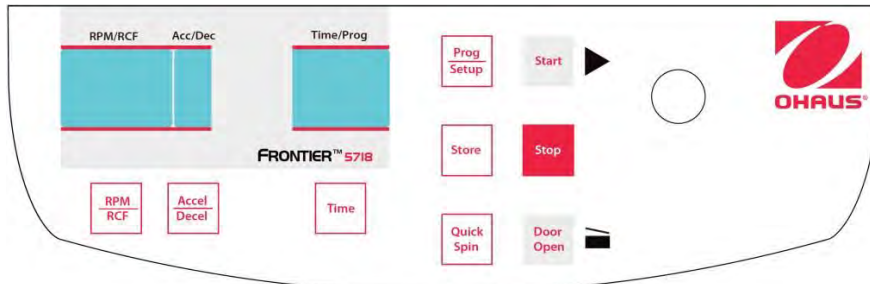 RPM/RCF Acc/Dec Time/Prog
Prog
Setup
Start
OHAUS®
Store
Stop
FRONTIER™ 5718
RPM
RCF
Accel
Decel
Time
Quick
Spin
Door
Open